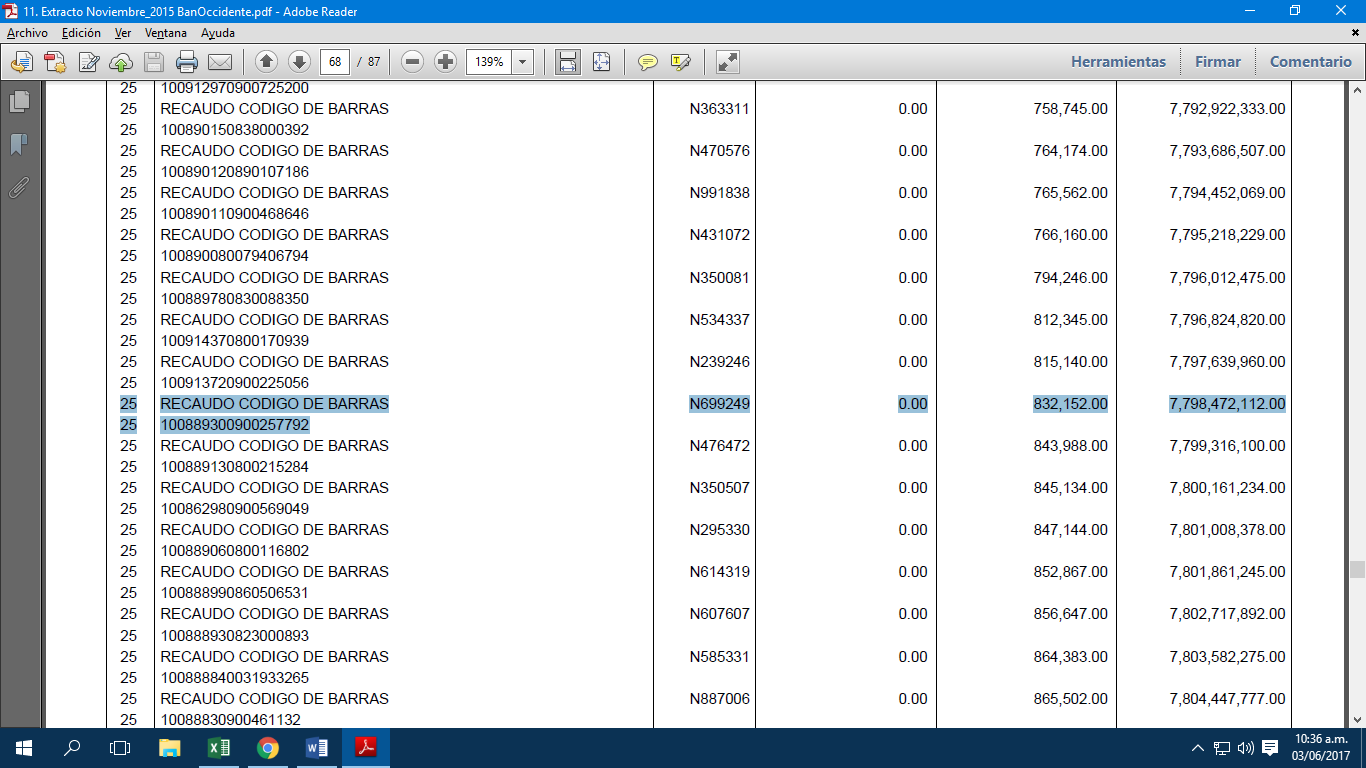 11. Extracto Noviembre_2015 BanOccidente.pdf - Adobe Reader
Archivo Edición Ver Ventana Ayuda
68 / 87 139% Herramientas Firmar Comentario
25 100912970900725200
25 RECAUDO CODIGO DE BARRAS N363311 0.00 758,745.00 7,792,922,333.00
25 100890150838000392
25 RECAUDO CODIGO DE BARRAS N470576 0.00 764,174.00 7,793,686,507.00
25 100890120890107186
25 RECAUDO CODIGO DE BARRAS N991838 0.00 765,562.00 7,794,452,069.00
25 100890110900468646
25 RECAUDO CODIGO DE BARRAS N431072 0.00 766,160.00 7,795,218,229.00
25 100890080079406794
25 RECAUDO CODIGO DE BARRAS N350081 0.00 794,246.00 7,796,012,475.00
25 100889780830088350
25 RECAUDO CODIGO DE BARRAS N534337 0.00 812,345.00 7,796,824,820.00
25 100914370800170939
25 RECAUDO CODIGO DE BARRAS N239246 0.00 815,140.00 7,797,639,960.00
25 100913720900225056
25 RECAUDO CODIGO DE BARRAS N699249 0.00 832,152.00 7,798,472,112.00
25 100889300900257792
25 RECAUDO CODIGO DE BARRAS N476472 0.00 843,988.00 7,799,316,100.00
25 100889130800215284
25 RECAUDO CODIGO DE BARRAS N350507 0.00 845,134.00 7,800,161,234.00
25 100862980900569049
25 RECAUDO CODIGO DE BARRAS N295330 0.00 847,144.00 7,801,008,378.00
25 100889060800116802
25 RECAUDO CODIGO DE BARRAS N614319 0.00 852,867.00 7,801,861,245.00
25 100888990860506531
25 RECAUDO CODIGO DE BARRAS N607607 0.00 856,647.00 7,802,717,892.00
25 100888930823000893
25 RECAUDO CODIGO DE BARRAS N585331 0.00 864,383.00 7,803,582,275.00
25 100888840031933265
25 RECAUDO CODIGO DE BARRAS N887006 0.00 865,502.00 7,804,447,777.00
25 10088830900461132
10:36 a.m.
03/06/2017